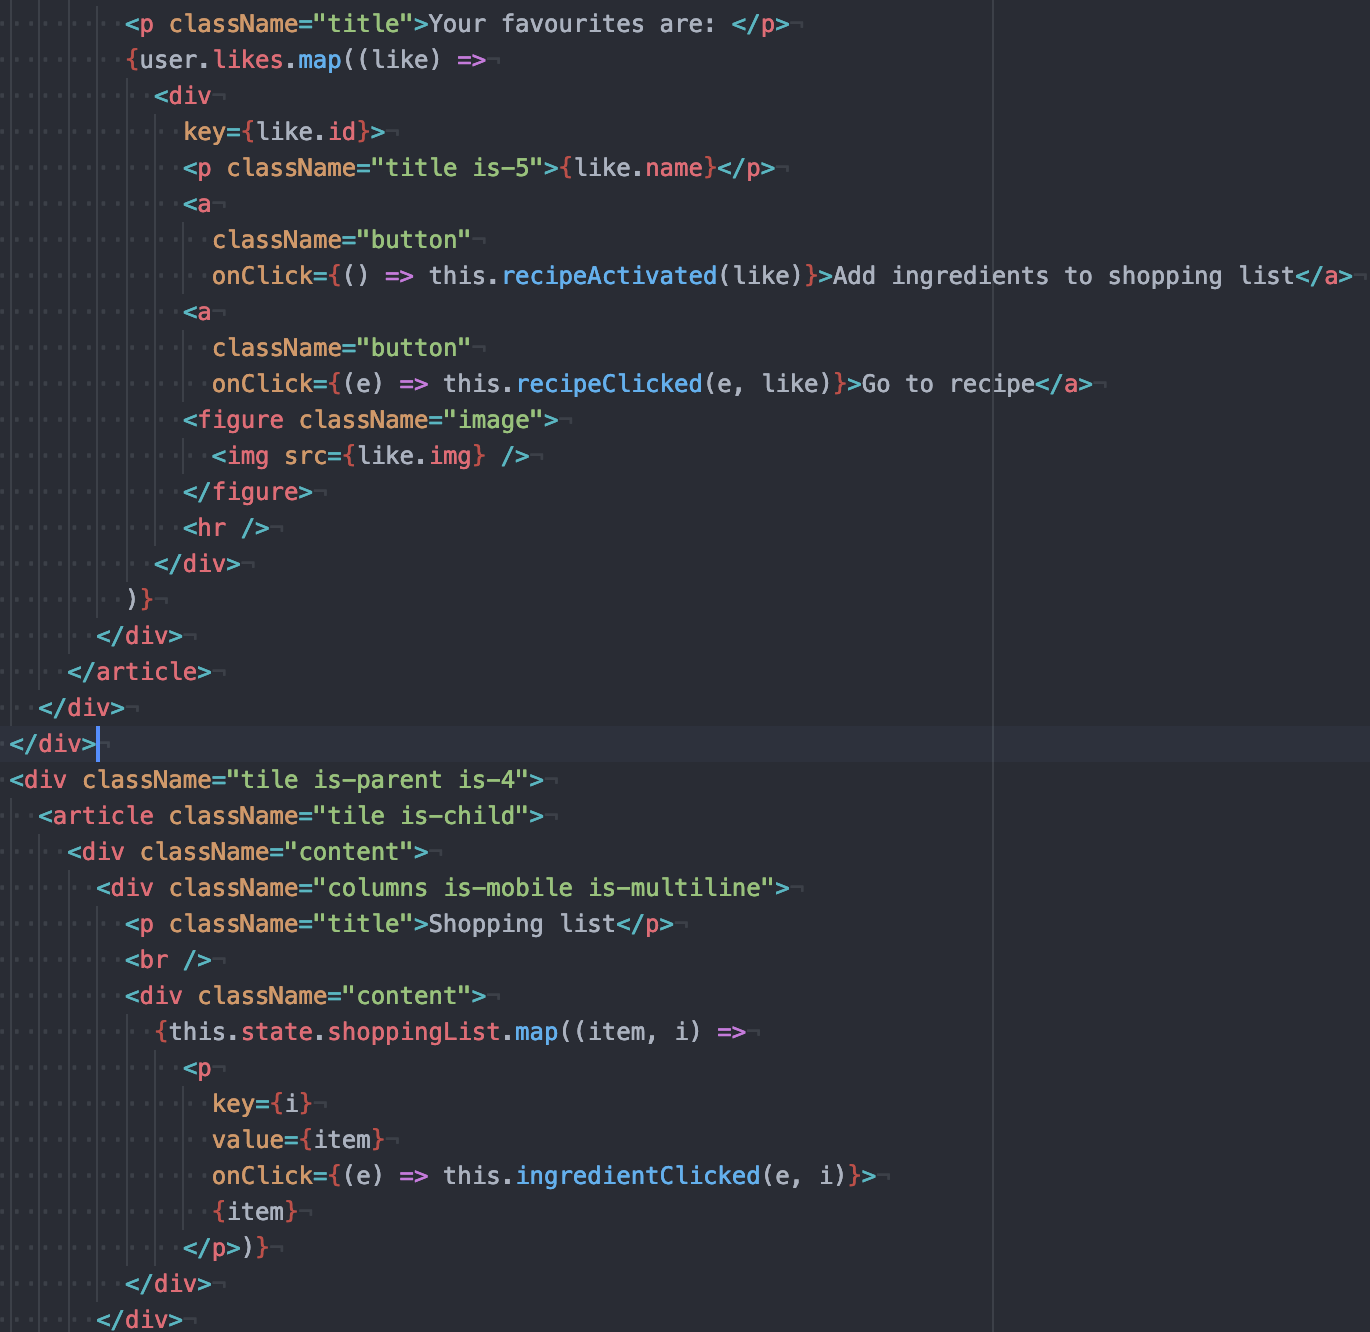 <p className="title">Your favourites are: </p>
{user.likes.map((like) =>
<div
key={like.id}>
<p className="title is-5">{like.name}</p>
<a
className="button"
onClick={() => this.recipeActivated(like)}>Add ingredients to shopping list</a>
<a
className="button"
onClick={(e) => this.recipeClicked(e, like)}>Go to recipe</a>
<figure className="image">
<img src={like.img} />
</figure>
<hr />
</div>
)}
</div>
</article>
</div>
</div>
<div className="tile is-parent is-4">
<article className="tile is-child">
<div className="content">
<div className="columns is-mobile is-multiline">
<p className="title">Shopping list</p>
<br />
<div className="content">
{this.state.shoppingList.map((item, i) =>
<p
key={i}
value={item}
onClick={(e) => this.ingredientClicked(e, i)}>
{item}
</p>)}
</div>
</div>